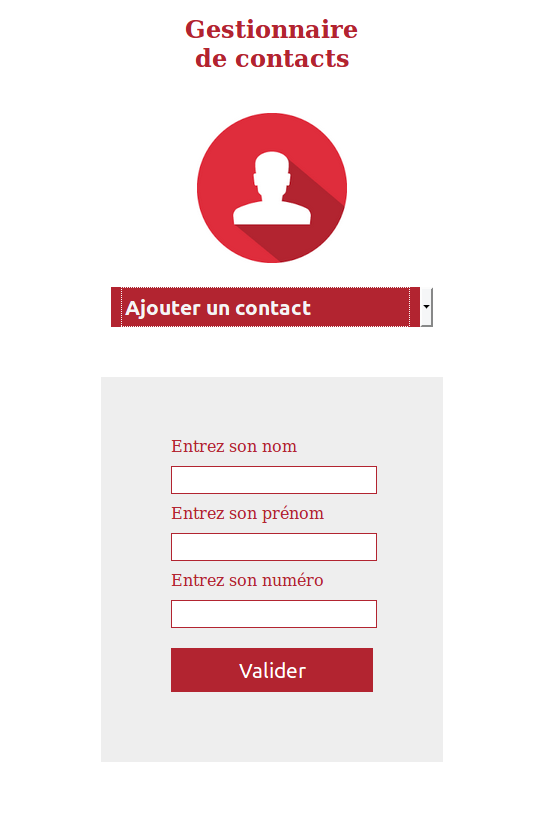 Gestionnaire
de contacts
Ajouter un contact
Entrez son nom
Entrez son prénom
Entrez son numéro
Valider